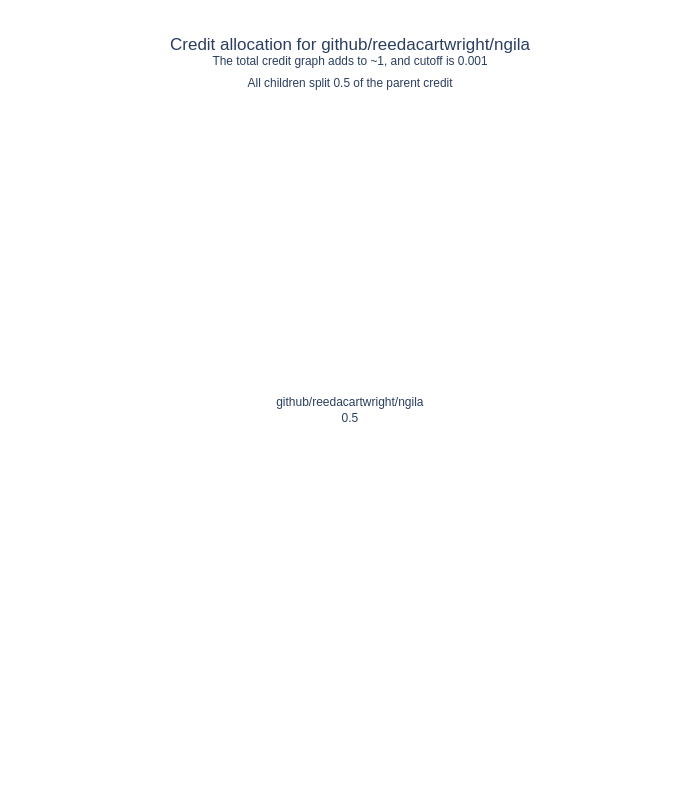 Credit allocation for github/reedacartwright/ngila
The total credit graph adds to ~1, and cutoff is 0.001
All children split 0.5 of the parent credit
github/reedacartwright/ngila
0.5